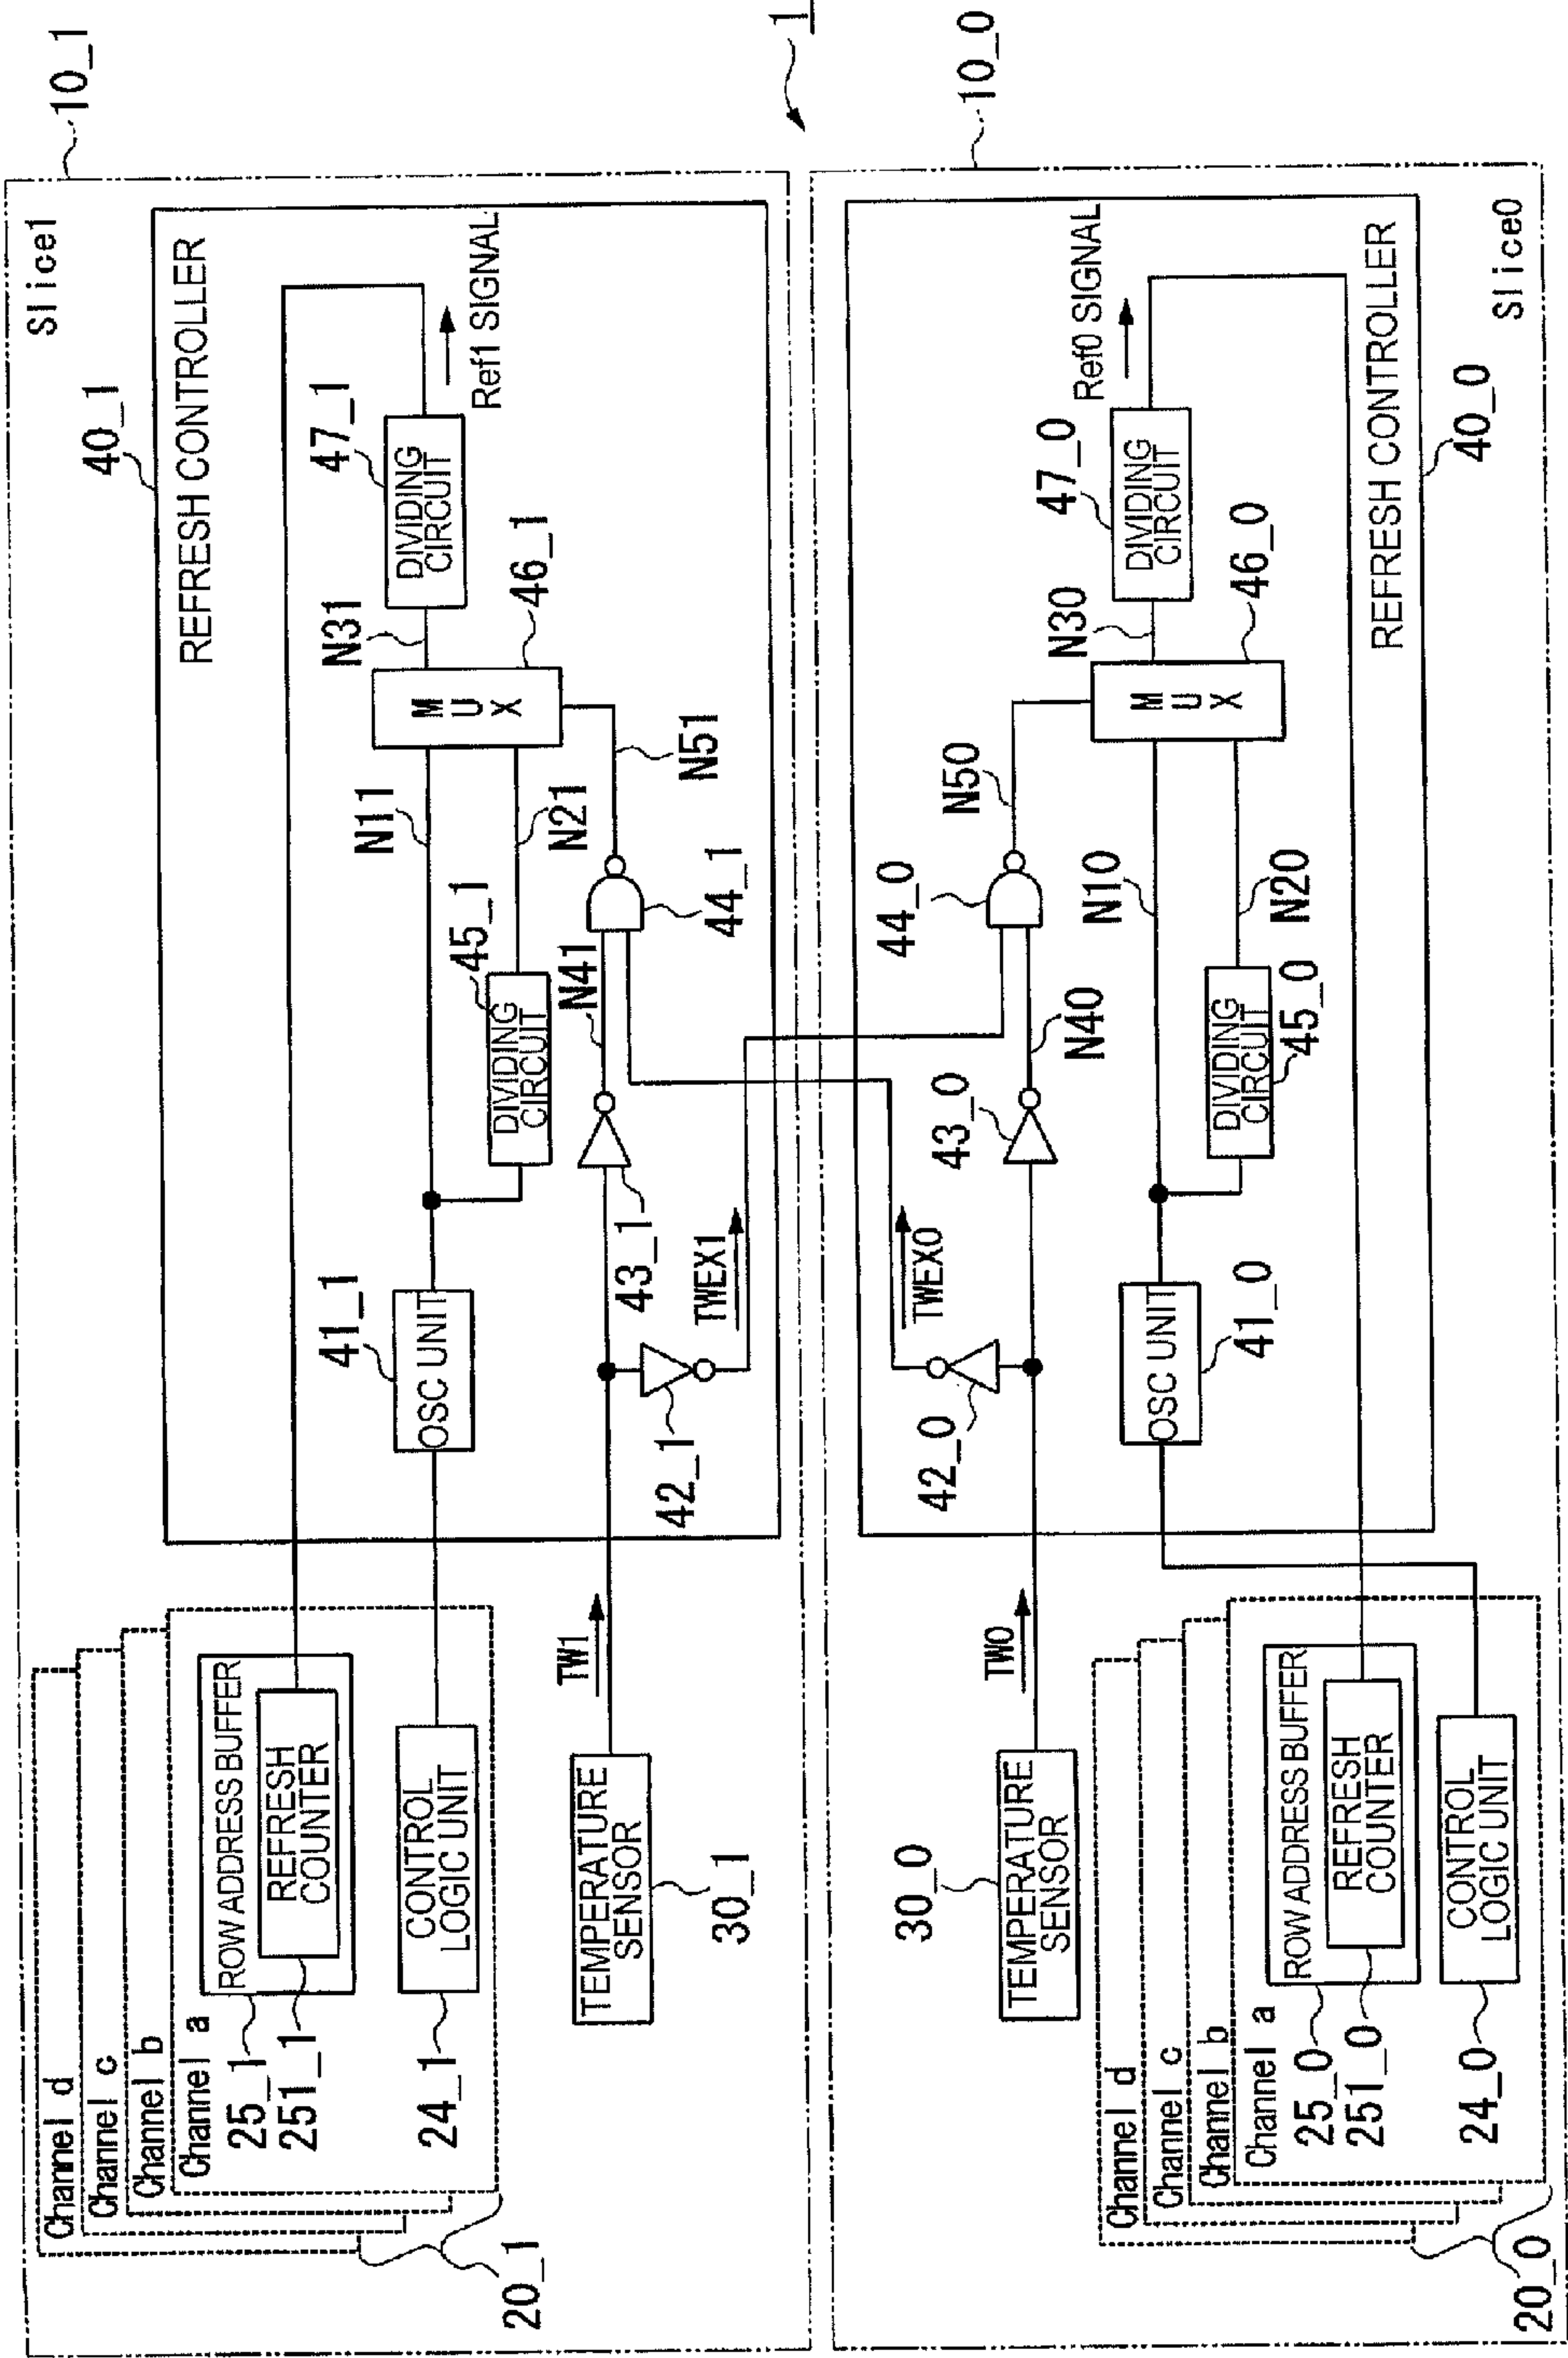 1
10_1
Slice1
40_1
REFRESH CONTROLLER
Channel d
Channel c
Channel b
Channel a
25_1
ROW ADDRESS BUFFER
251_1
REFRESH
COUNTER
24_1
CONTROL
LOGIC UNIT
20_1
41_1
OSC UNIT
N11
45_1
DIVIDING
CIRCUIT
N21
N31
M
U
X
46_1
47_1
DIVIDING
CIRCUIT
Ref1 SIGNAL
30_1
TEMPERATURE
SENSOR
TW1
42_1
43_1
N41
44_1
N51
TWEX1
10_0
TWEX0
30_0
TEMPERATURE
SENSOR
TW0
42_0
43_0
N40
44_0
N50
41_0
OSC UNIT
N10
45_0
DIVIDING
CIRCUIT
N20
N30
M
U
X
46_0
47_0
DIVIDING
CIRCUIT
Ref0 SIGNAL
Channel d
Channel c
Channel b
Channel a
25_0
ROW ADDRESS BUFFER
251_0
REFRESH
COUNTER
24_0
CONTROL
LOGIC UNIT
20_0
REFRESH CONTROLLER
40_0
Slice0